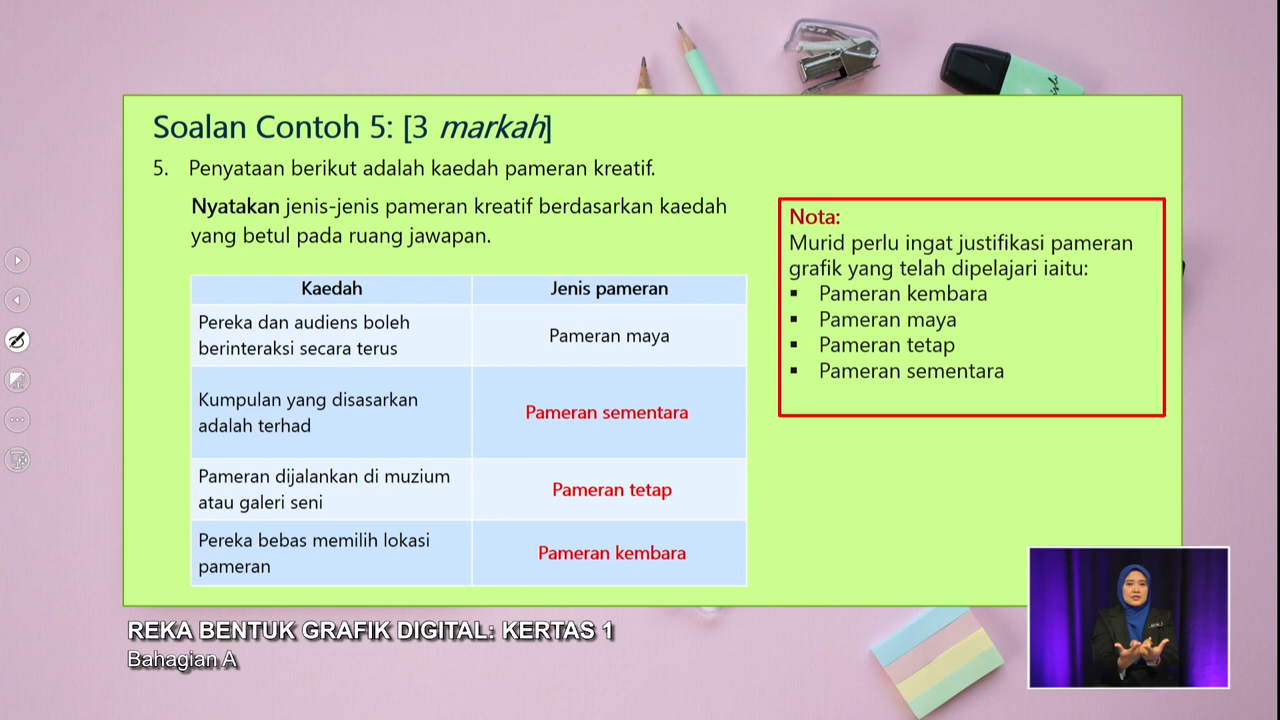 Soalan Contoh 5: [3 markah]
5. Penyataan berikut adalah kaedah pameran kreatif.
Nyatakan jenis-jenis pameran kreatif berdasarkan kaedah
yang betul pada ruang jawapan.
Kaedah Jenis pameran
Pereka dan audiens boleh
berinteraksi secara terus
Pameran maya
Kumpulan yang disasarkan
adalah terhad
Pameran sementara
Pameran dijalankan di muzium
atau galeri seni
Pameran tetap
Pereka bebas memilih lokasi
pameran
Pameran kembara
Nota:
Murid perlu ingat justifikasi pameran
grafik yang telah dipelajari iaitu:
▪ Pameran kembara
▪ Pameran maya
▪ Pameran tetap
▪ Pameran sementara
REKA BENTUK GRAFIK DIGITAL: KERTAS 1
Bahagian A